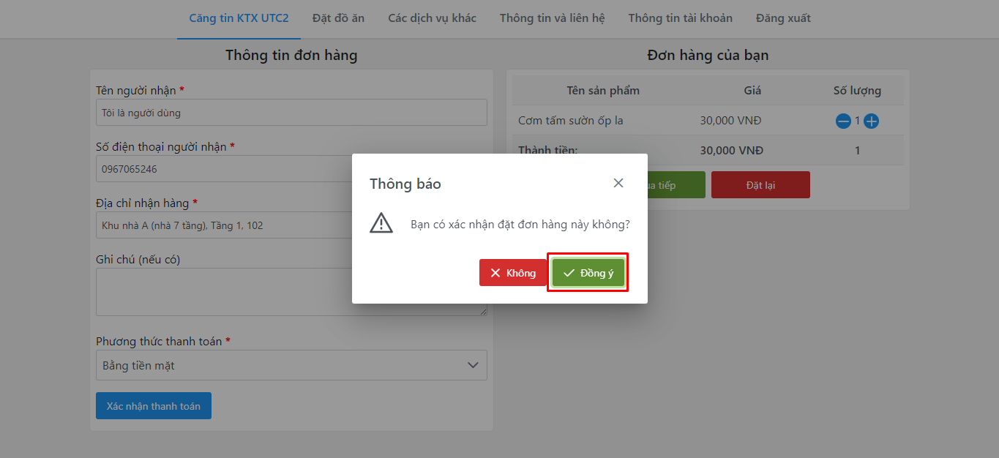 Căng tin KTX UTC2 Đặt đồ ăn Các dịch vụ khác Thông tin và liên hệ Thông tin tài khoản Đăng xuất
Thông tin đơn hàng
Tên người nhận *
Tôi là người dùng
Số điện thoại người nhận *
0967065246
Địa chỉ nhận hàng *
Khu nhà A (nhà 7 tầng), Tầng 1, 102
Ghi chú (nếu có)
Phương thức thanh toán *
Bằng tiền mặt
Xác nhận thanh toán
Đơn hàng của bạn
Tên sản phẩm Giá Số lượng
Cơm tấm sườn ốp la 30,000 VNĐ 1
Thành tiền: 30,000 VNĐ 1
tiếp Đặt lại
Thông báo
Bạn có xác nhận đặt đơn hàng này không?
Không Đồng ý